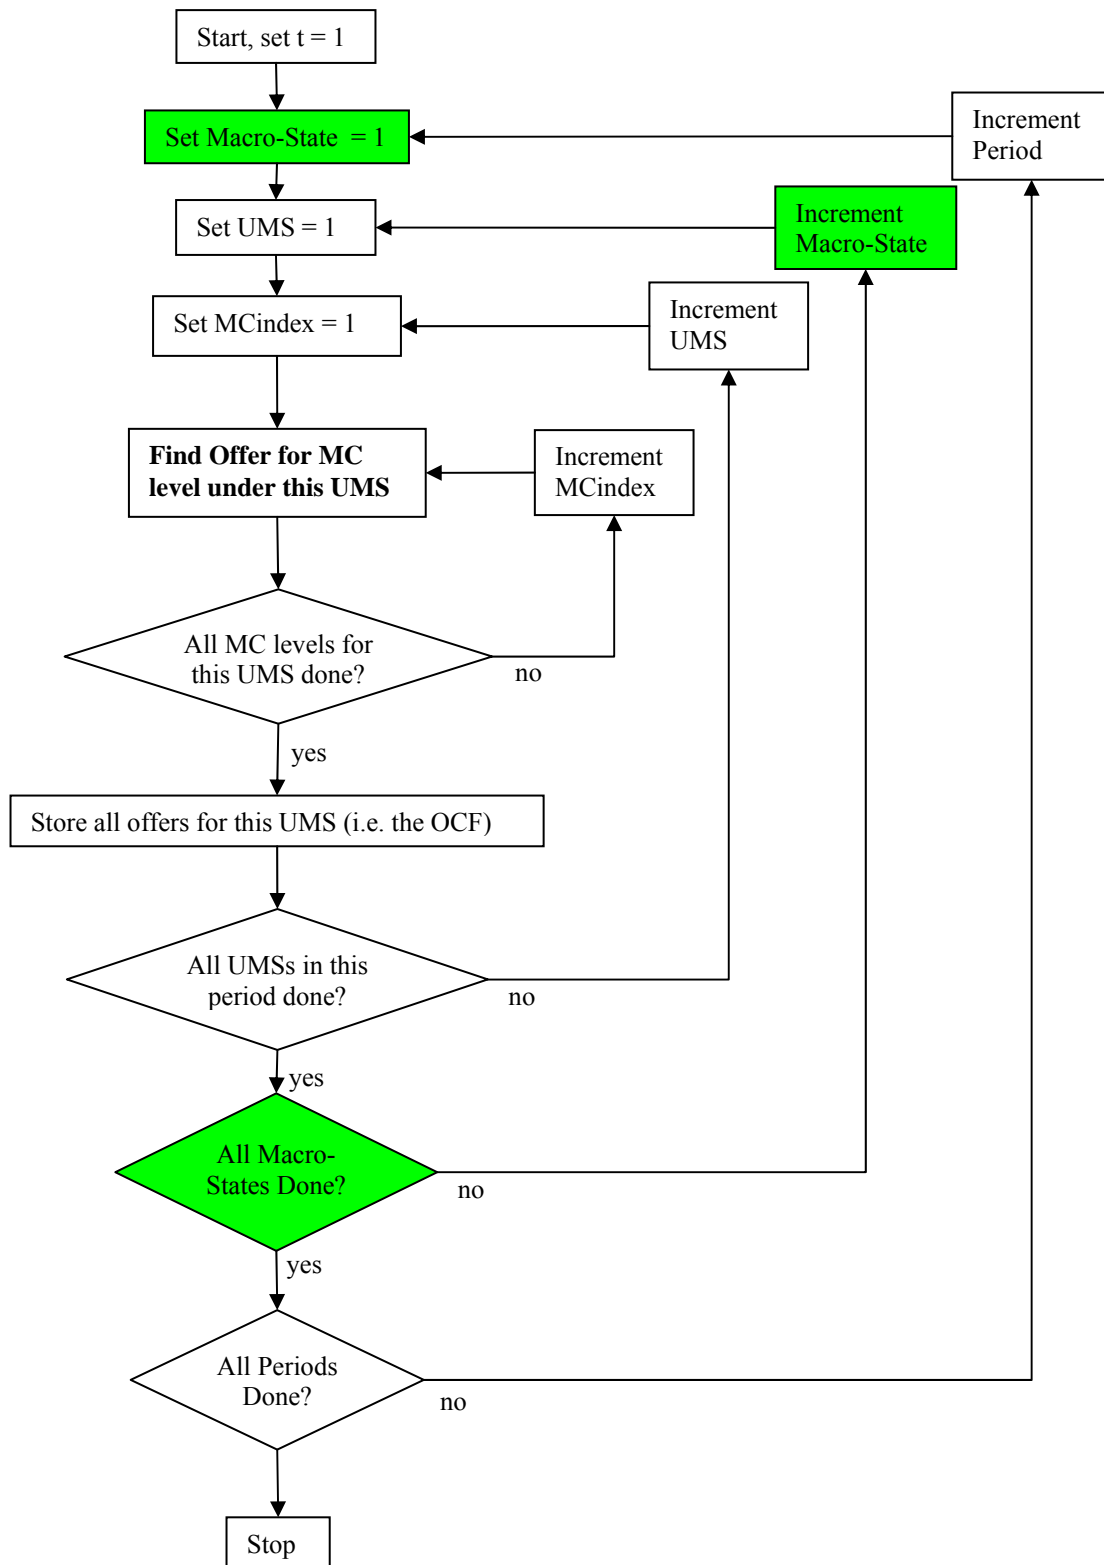 Start, set t = 1
Increment
Period
Set Macro-State = 1
Increment
Macro-State
Set UMS = 1
Increment
UMS
Set MCindex = 1
Find Offer for MC
level under this UMS
Increment
MCindex
All MC levels for
this UMS done?
no
yes
Store all offers for this UMS (i.e. the OCF)
All UMSs in this
period done?
no
yes
All Macro-
States Done?
no
yes
All Periods
Done?
no
Stop